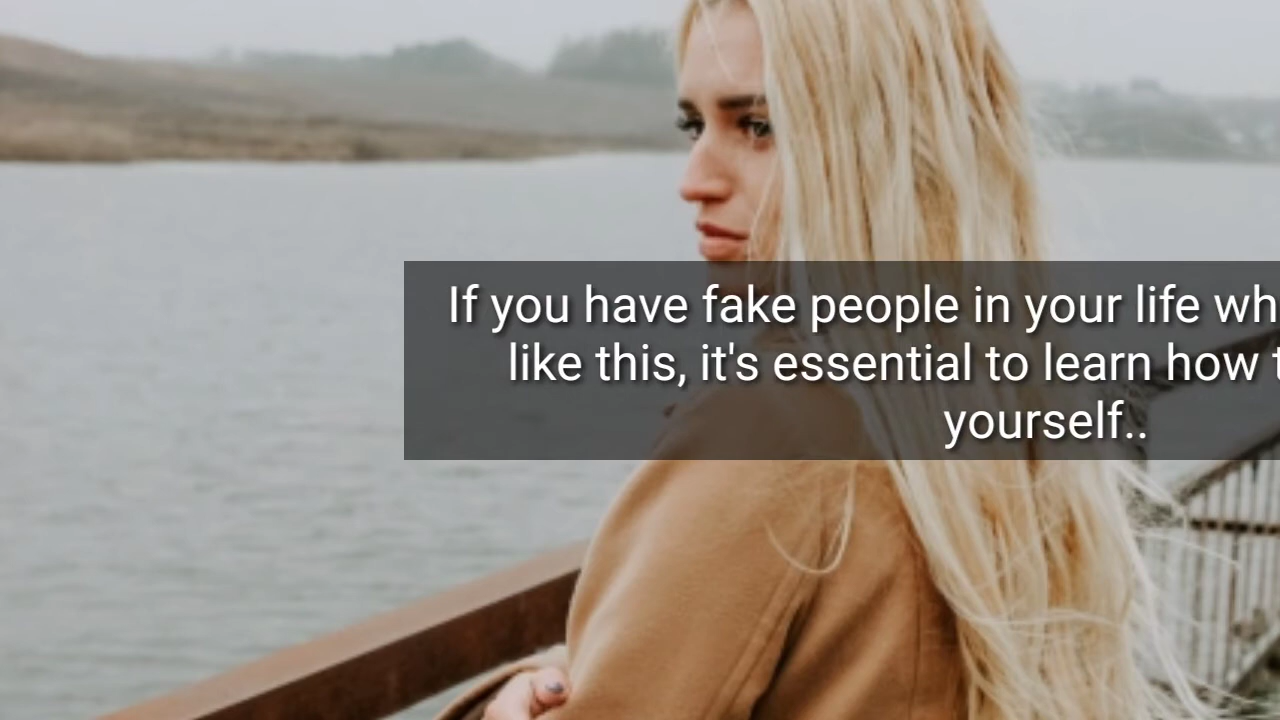 If you have fake people in your life
like this, it's essential to learn how
yourself..